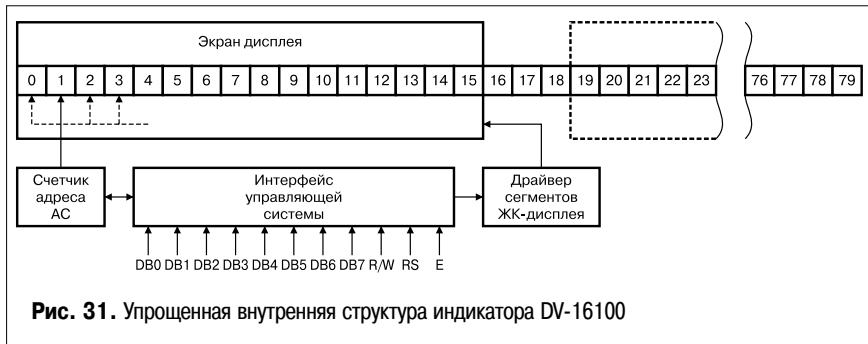 Экран дисплея
0 1 2 3 4 5 6 7 8 9 10 11 12 13 14 15 16 17 18 19 20 21 22 23 76 77 78 79
Счетчик
адреса
АС
Интерфейс
управляющей
системы
Драйвер
сегментов
ЖК-дисплея
DB0 DB1 DB2 DB3 DB4 DB5 DB6 DB7 R/W RS E
Рис. 31. Упрощенная внутренняя структура индикатора DV-16100